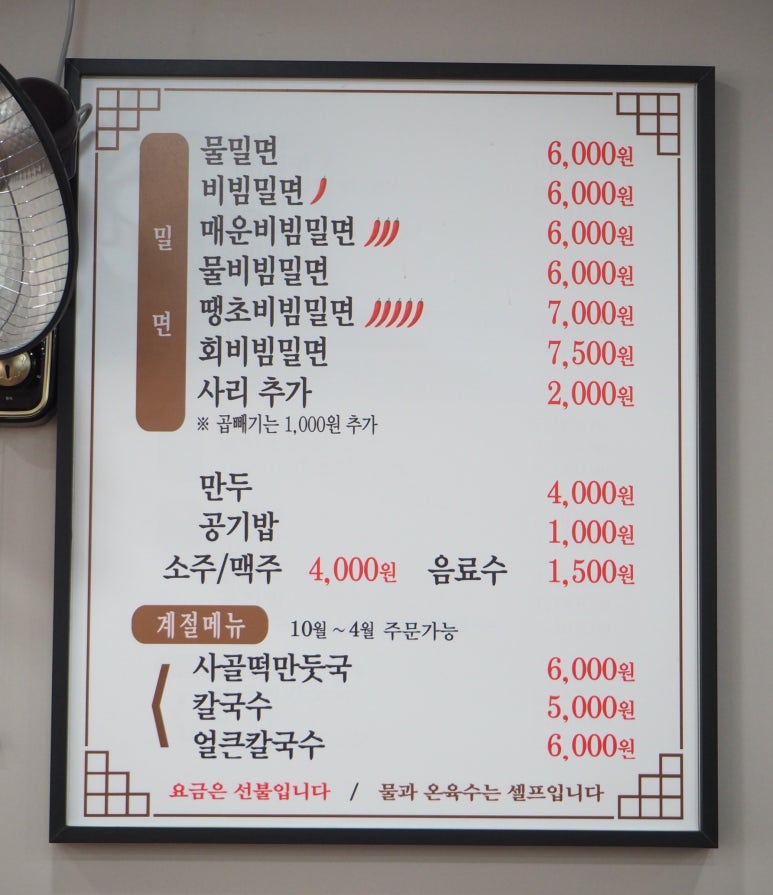 밀면
물밀면 6,000원
비빔밀면 6,000원
매운비빔밀면 6,000원
물비빔밀면 6,000원
땡초비빔밀면 7,000원
회비빔밀면 7,500원
사리 추가 2,000원
※ 곱빼기는 1,000원 추가
만두 4,000원
공기밥 1,000원
소주/맥주 4,000원 음료수 1,500원
계절메뉴 10월 ~ 4월 주문가능
사골떡만둣국 6,000원
칼국수 5,000원
얼큰칼국수 6,000원
요금은 선불입니다 / 물과 온육수는 셀프입니다